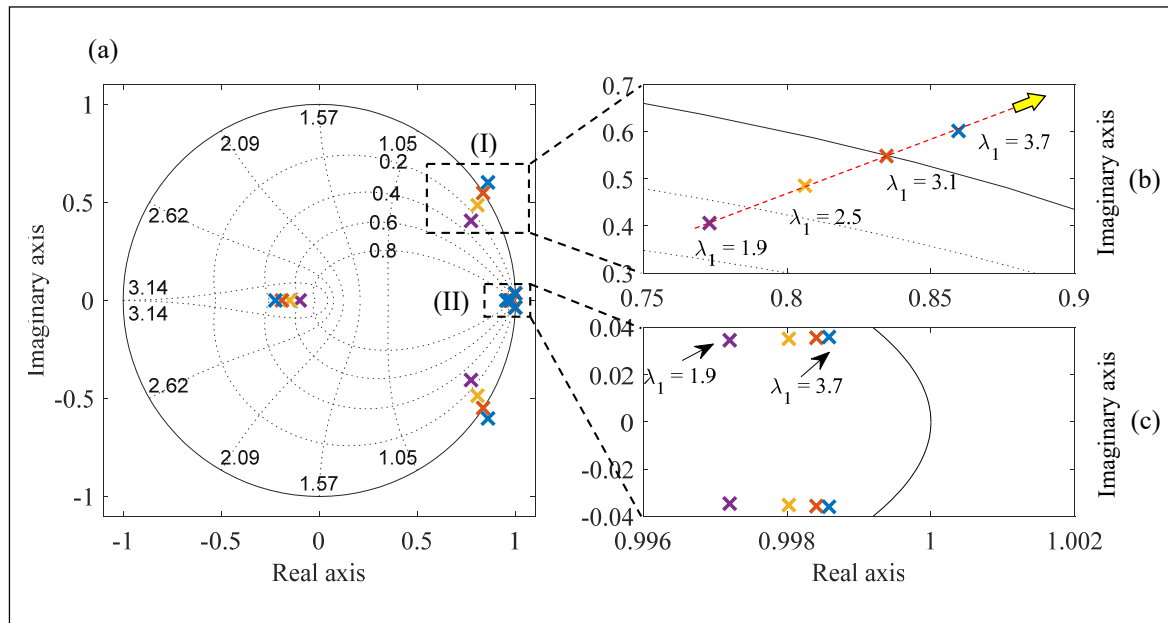 (a)
1
0.5
0
-0.5
-1
Imaginary axis
-1
-0.5
0
0.5
1
Real axis
1.57
2.09
1.05
2.62
3.14
3.14
2.62
2.09
1.05
1.57
0.2
0.4
0.6
0.8
(I)
(II)
0.7
0.6
0.5
0.4
0.3
0.75
0.8
0.85
0.9
λ1 = 3.7
λ1 = 3.1
λ1 = 2.5
λ1 = 1.9
Imaginary axis
(b)
0.04
0.02
0
-0.02
-0.04
0.996
0.998
1
1.002
λ1 = 1.9
λ1 = 3.7
Imaginary axis
(c)
Real axis